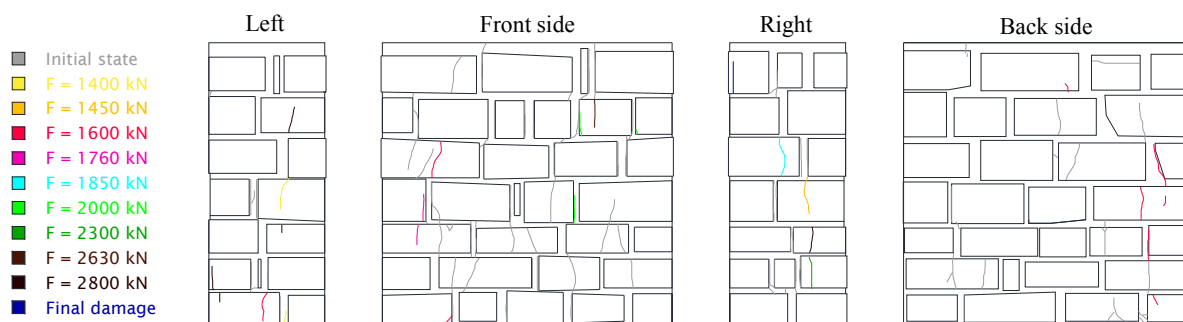 Left
Front side
Right
Back side
Initial state
F = 1400 kN
F = 1450 kN
F = 1600 kN
F = 1760 kN
F = 1850 kN
F = 2000 kN
F = 2300 kN
F = 2630 kN
F = 2800 kN
Final damage